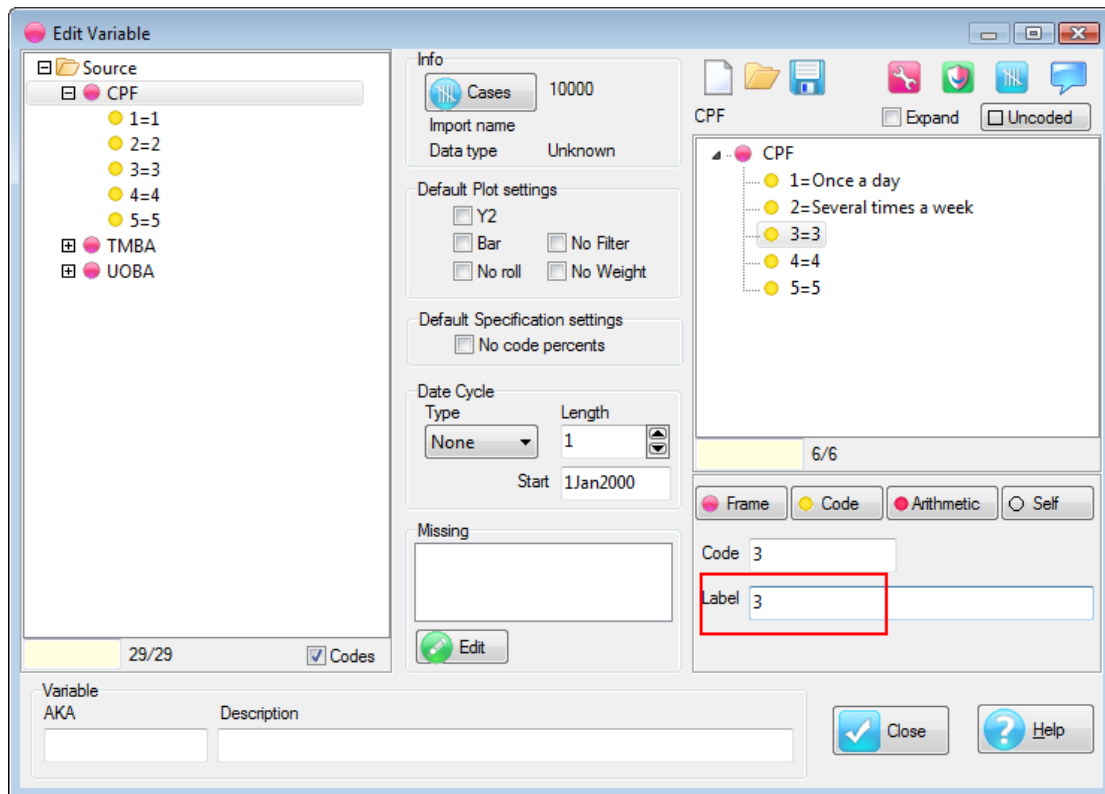 Edit Variable
Source
CPF
1=1
2=2
3=3
4=4
5=5
TMBA
UOBA
29/29
Codes
Info
Cases
10000
Import name
Data type
Unknown
Default Plot settings
Y2
Bar
No Filter
No roll
No Weight
Default Specification settings
No code percents
Date Cycle
Type
Length
None
1
Start
1Jan2000
Missing
Edit
CPF
Expand
Uncoded
CPF
1=Once a day
2=Several times a week
3=3
4=4
5=5
6/6
Frame
Code
Arithmetic
Self
Code
3
Label
3
Variable
AKA
Description
Close
Help